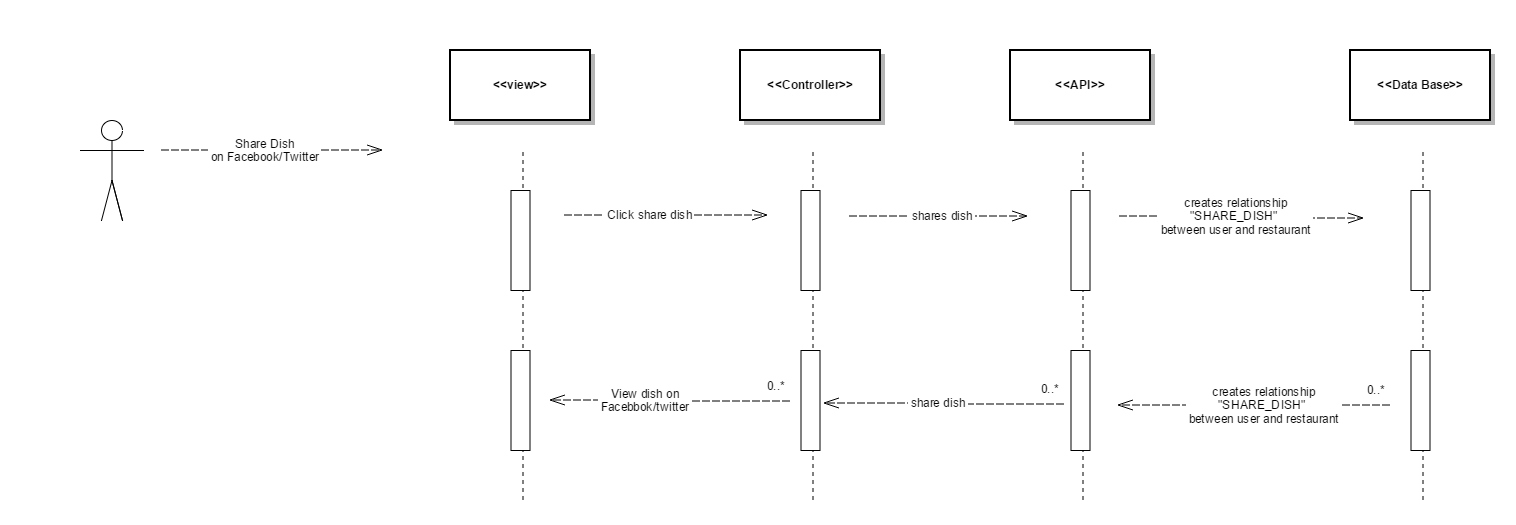 <<view>>
<<Controller>>
<<API>>
<<Data Base>>
Share Dish
on Facebook/Twitter
Click share dish
shares dish
creates relationship
"SHARE_DISH"
between user and restaurant
View dish on
Facebbok/twitter
0..*
share dish
0..*
creates relationship
"SHARE_DISH"
between user and restaurant
0..*